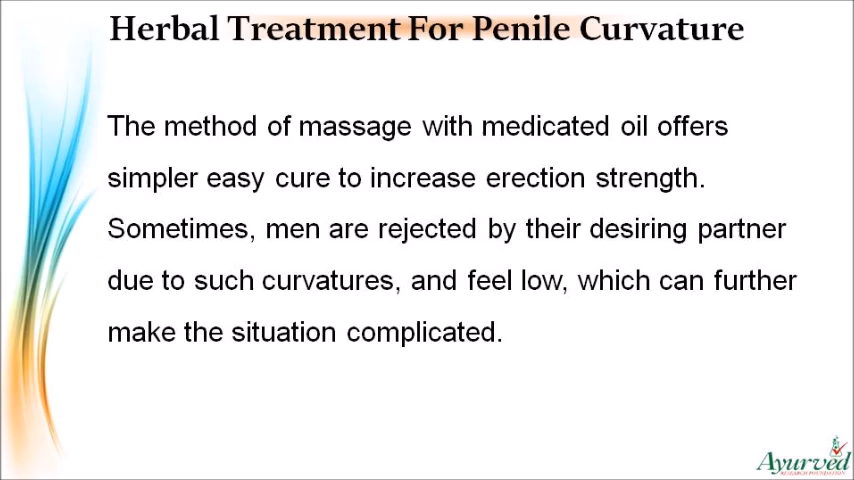 Herbal Treatment For Penile Curvature
The method of massage with medicated oil offers
simpler easy cure to increase erection strength.
Sometimes, men are rejected by their desiring partner
due to such curvatures, and feel low, which can further
make the situation complicated.
Ayurved
RESEARCH FOUNDATION